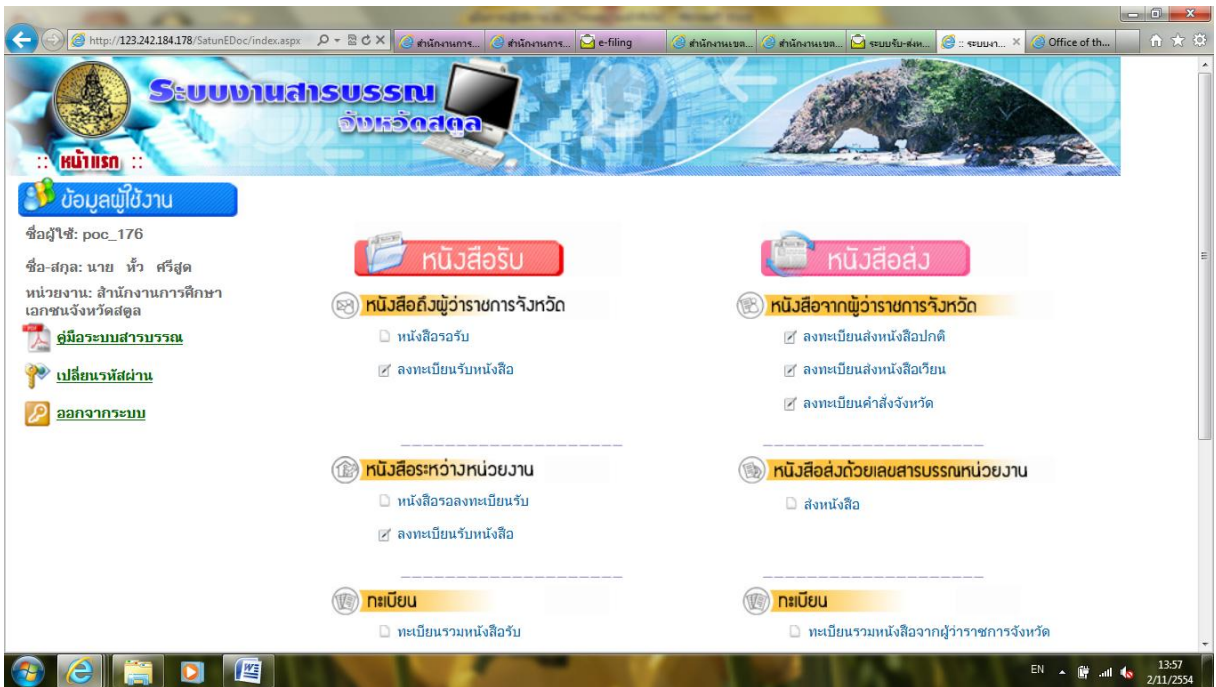 http://123.242.184.178/SatunEDoc/index.aspx
สำนักงานการ...
สำนักงานการ...
e-filing
สำนักงานเขต...
สำนักงานเขต...
ระบบรับ-ส่งห...
:: ระบบงา...
Office of th...
ระบบงานสารบรรณ
จังหวัดสตูล
:: หน้าแรก ::
ข้อมูลผู้ใช้งาน
ชื่อผู้ใช้: poc_176
ชื่อ-สกุล: นาย หั้ว ศรีสูด
หน่วยงาน: สำนักงานการศึกษา
เอกชนจังหวัดสตูล
คู่มือระบบสารบรรณ
เปลี่ยนรหัสผ่าน
ออกจากระบบ
หนังสือรับ
หนังสือถึงผู้ว่าราชการจังหวัด
หนังสือรอรับ
ลงทะเบียนรับหนังสือ
หนังสือระหว่างหน่วยงาน
หนังสือรอลงทะเบียนรับ
ลงทะเบียนรับหนังสือ
ทะเบียน
ทะเบียนรวมหนังสือรับ
หนังสือส่ง
หนังสือจากผู้ว่าราชการจังหวัด
ลงทะเบียนส่งหนังสือปกติ
ลงทะเบียนส่งหนังสือเวียน
ลงทะเบียนคำสั่งจังหวัด
หนังสือส่งด้วยเลขสารบรรณหน่วยงาน
ส่งหนังสือ
ทะเบียน
ทะเบียนรวมหนังสือจากผู้ว่าราชการจังหวัด
EN
13:57
2/11/2554